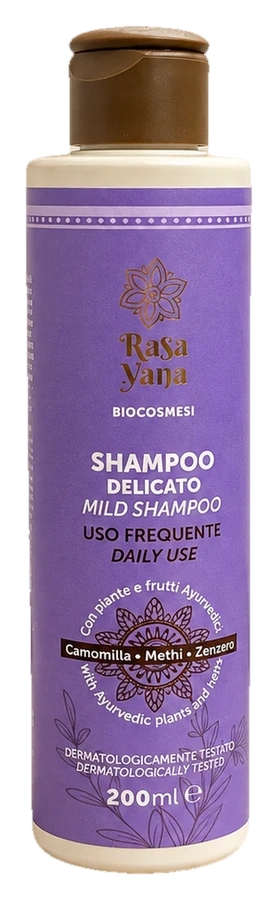 RaSa
Yana
BIOCOSMESI
SHAMPOO
DELICATO
MILD SHAMPOO
USO FREQUENTE
DAILY USE
Con piante e frutti Ayurvedici
Camomilla • Methi • Zenzero
with Ayurvedic plants and herbs
DERMATOLOGICAMENTE TESTATO
DERMATOLOGICALLY TESTED
200ml ℮